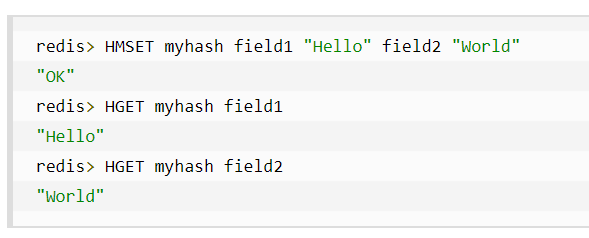 redis> HMSET myhash field1 "Hello" field2 "World"
"OK"
redis> HGET myhash field1
"Hello"
redis> HGET myhash field2
"World"